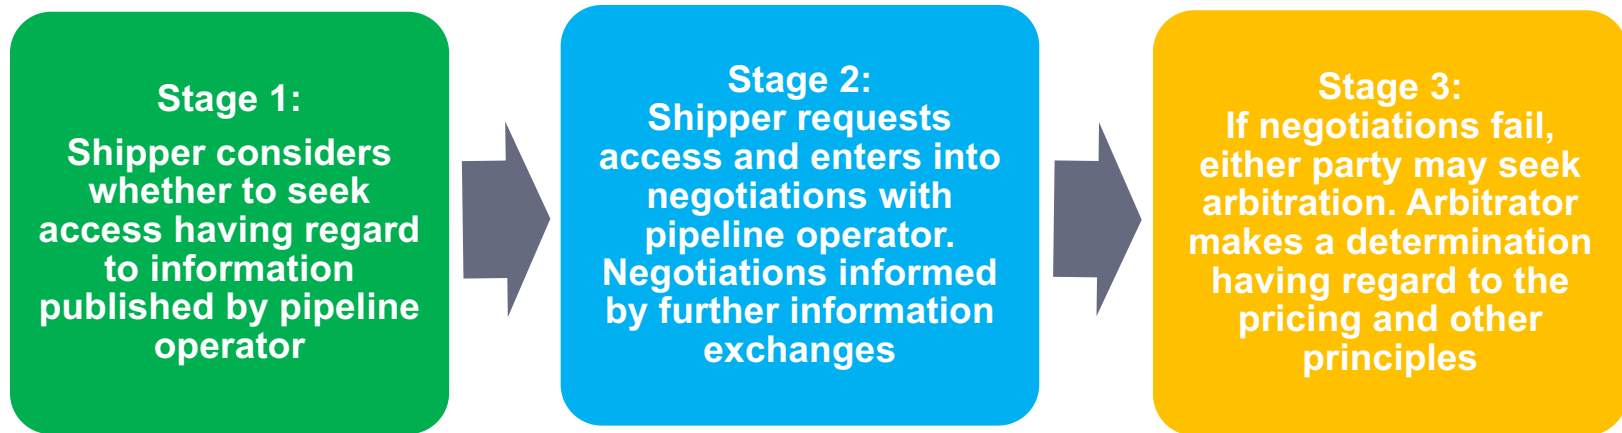 Stage 1:
Shipper considers
whether to seek
access having regard
to information
published by pipeline
operator
Stage 2:
Shipper requests
access and enters into
negotiations with
pipeline operator.
Negotiations informed
by further information
exchanges
Stage 3:
If negotiations fail,
either party may seek
arbitration. Arbitrator
makes a determination
having regard to the
pricing and other
principles